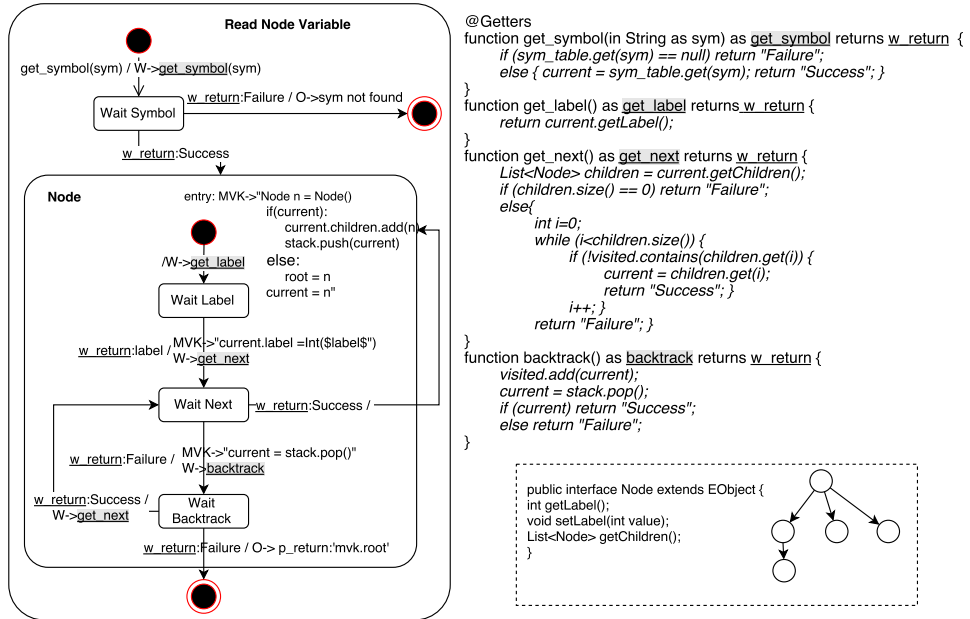 Read Node Variable
get_symbol(sym) / W->get_symbol(sym)
Wait Symbol
w_return:Failure / O->sym not found
w_return:Success
Node
entry: MVK->"Node n = Node()
if(current):
current.children.add(n)
stack.push(current)
else:
root = n
current = n"
/W->get_label
Wait Label
w_return:label /
MVK->"current.label =Int($label$")
W->get_next
Wait Next
w_return:Success /
w_return:Failure /
MVK->"current = stack.pop()"
W->backtrack
w_return:Success /
W->get_next
Wait
Backtrack
w_return:Failure / O-> p_return:'mvk.root'
@Getters
function get_symbol(in String as sym) as get_symbol returns w_return {
if (sym_table.get(sym) == null) return "Failure";
else { current = sym_table.get(sym); return "Success"; }
}
function get_label() as get_label returns w_return {
return current.getLabel();
}
function get_next() as get_next returns w_return {
List<Node> children = current.getChildren();
if (children.size() == 0) return "Failure";
else{
int i=0;
while (i<children.size()) {
if (!visited.contains(children.get(i)) {
current = children.get(i);
return "Success"; }
i++; }
return "Failure"; }
}
function backtrack() as backtrack returns w_return {
visited.add(current);
current = stack.pop();
if (current) return "Success";
else return "Failure";
}
public interface Node extends EObject {
int getLabel();
void setLabel(int value);
List<Node> getChildren();
}